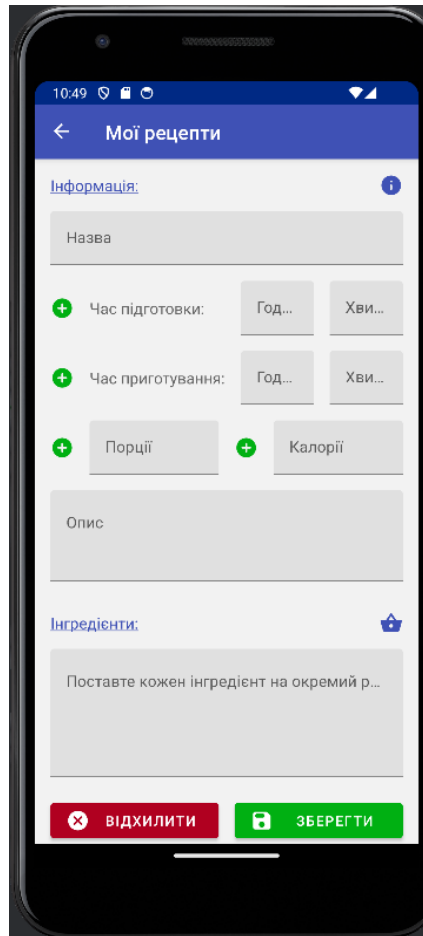 10:49
Мої рецепти
Інформація:
Назва
Час підготовки:
Год...
Хви...
Час приготування:
Год...
Хви...
Порції
Калорії
Опис
Інгредієнти:
Поставте кожен інгредієнт на окремий р...
ВІДХИЛИТИ
ЗБЕРЕГТИ